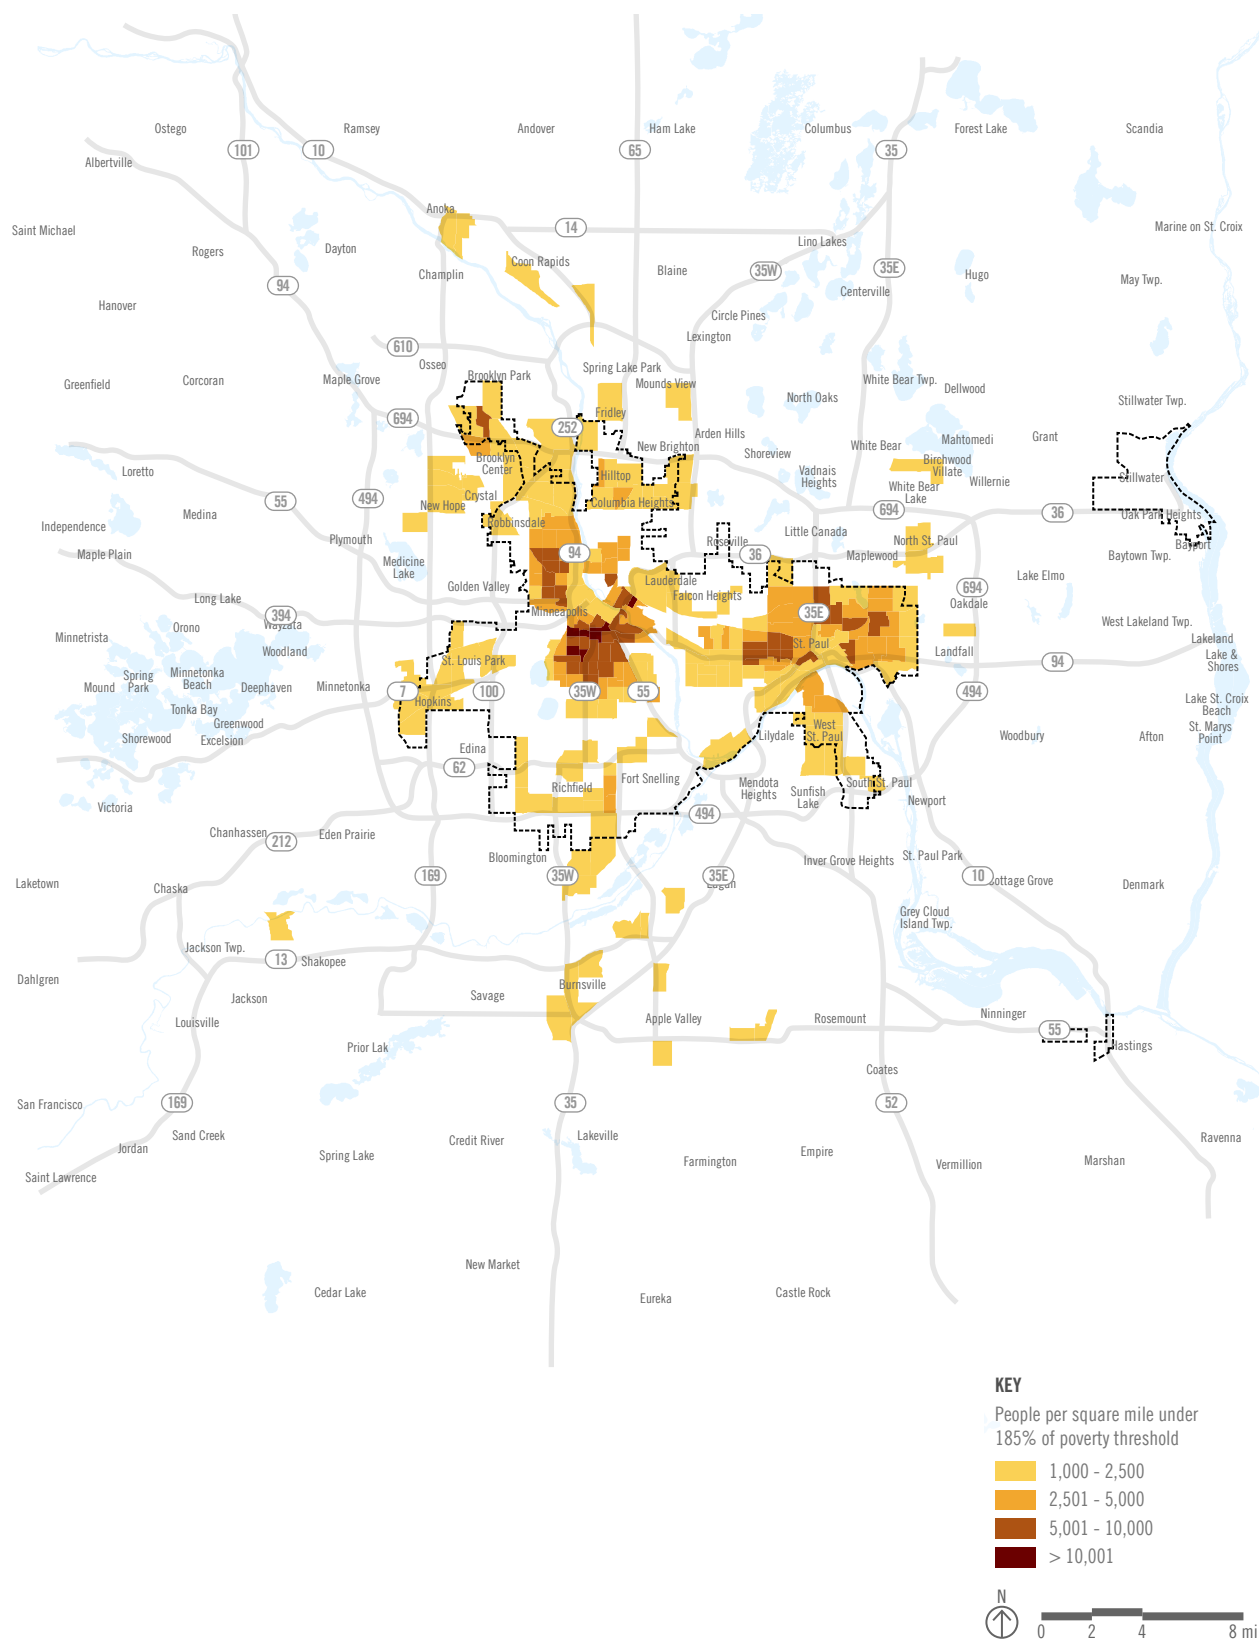 Ostego
Ramsey
Andover
Ham Lake
Columbus
Forest Lake
Scandia
101
10
65
35
Albertville
Anoka
14
Saint Michael
Marine on St. Croix
Rogers
Dayton
Lino Lakes
Coon Rapids
Champlin
Blaine
35W
35E
Hugo
May Twp.
94
Centerville
Hanover
Circle Pines
Lexington
610
Osseo
Spring Lake Park
Brooklyn Park
Mounds View
Greenfield
Corcoran
Maple Grove
White Bear Twp.
Dellwood
North Oaks
Stillwater Twp.
Fridley
694
252
Arden Hills
New Brighton
Shoreview
White Bear
Mahtomedi
Grant
Brooklyn
Center
Birchwood
Villate
Loretto
Hilltop
Vadnais
Heights
Willernie
Stillwater
Crystal
White Bear
Lake
55
494
New Hope
Columbia Heights
694
36
Oak Park Heights
Medina
Robbinsdale
Independence
Little Canada
Plymouth
Roseville
North St. Paul
Bayport
Maple Plain
94
36
Maplewood
Baytown Twp.
Medicine
Lake
Lauderdale
Lake Elmo
Golden Valley
694
Long Lake
Falcon Heights
Oakdale
394
Minneapolis
35E
Wayzata
Orono
West Lakeland Twp.
Minnetrista
St. Paul
Lakeland
Woodland
Landfall
Lake &
Shores
St. Louis Park
94
Spring
Park
Minnetonka
Beach
Mound
Deephaven
Minnetonka
7
100
35W
55
494
Hopkins
Lake St. Croix
Beach
Tonka Bay
Greenwood
West
St. Paul
St. Marys
Point
Shorewood
Excelsion
Lilydale
Woodbury
Afton
Edina
62
Fort Snelling
Richfield
Mendota
Heights
Sunfish
Lake
South St. Paul
Newport
Victoria
494
Chanhassen
212
Eden Prairie
Bloomington
Inver Grove Heights
St. Paul Park
169
35W
35E
10
Cottage Grove
Laketown
Chaska
Denmark
Grey Cloud
Island Twp.
Jackson Twp.
13
Shakopee
Dahlgren
Burnsville
Jackson
Savage
Ninninger
Louisville
Apple Valley
Rosemount
55
Hastings
Prior Lak
Coates
San Francisco
169
35
52
Sand Creek
Credit River
Lakeville
Ravenna
Jordan
Spring Lake
Empire
Farmington
Marshan
Vermillion
Saint Lawrence
New Market
Cedar Lake
Castle Rock
Eureka
KEY
People per square mile under
185% of poverty threshold
1,000 - 2,500
2,501 - 5,000
5,001 - 10,000
> 10,001
N
0 2 4 8 mi